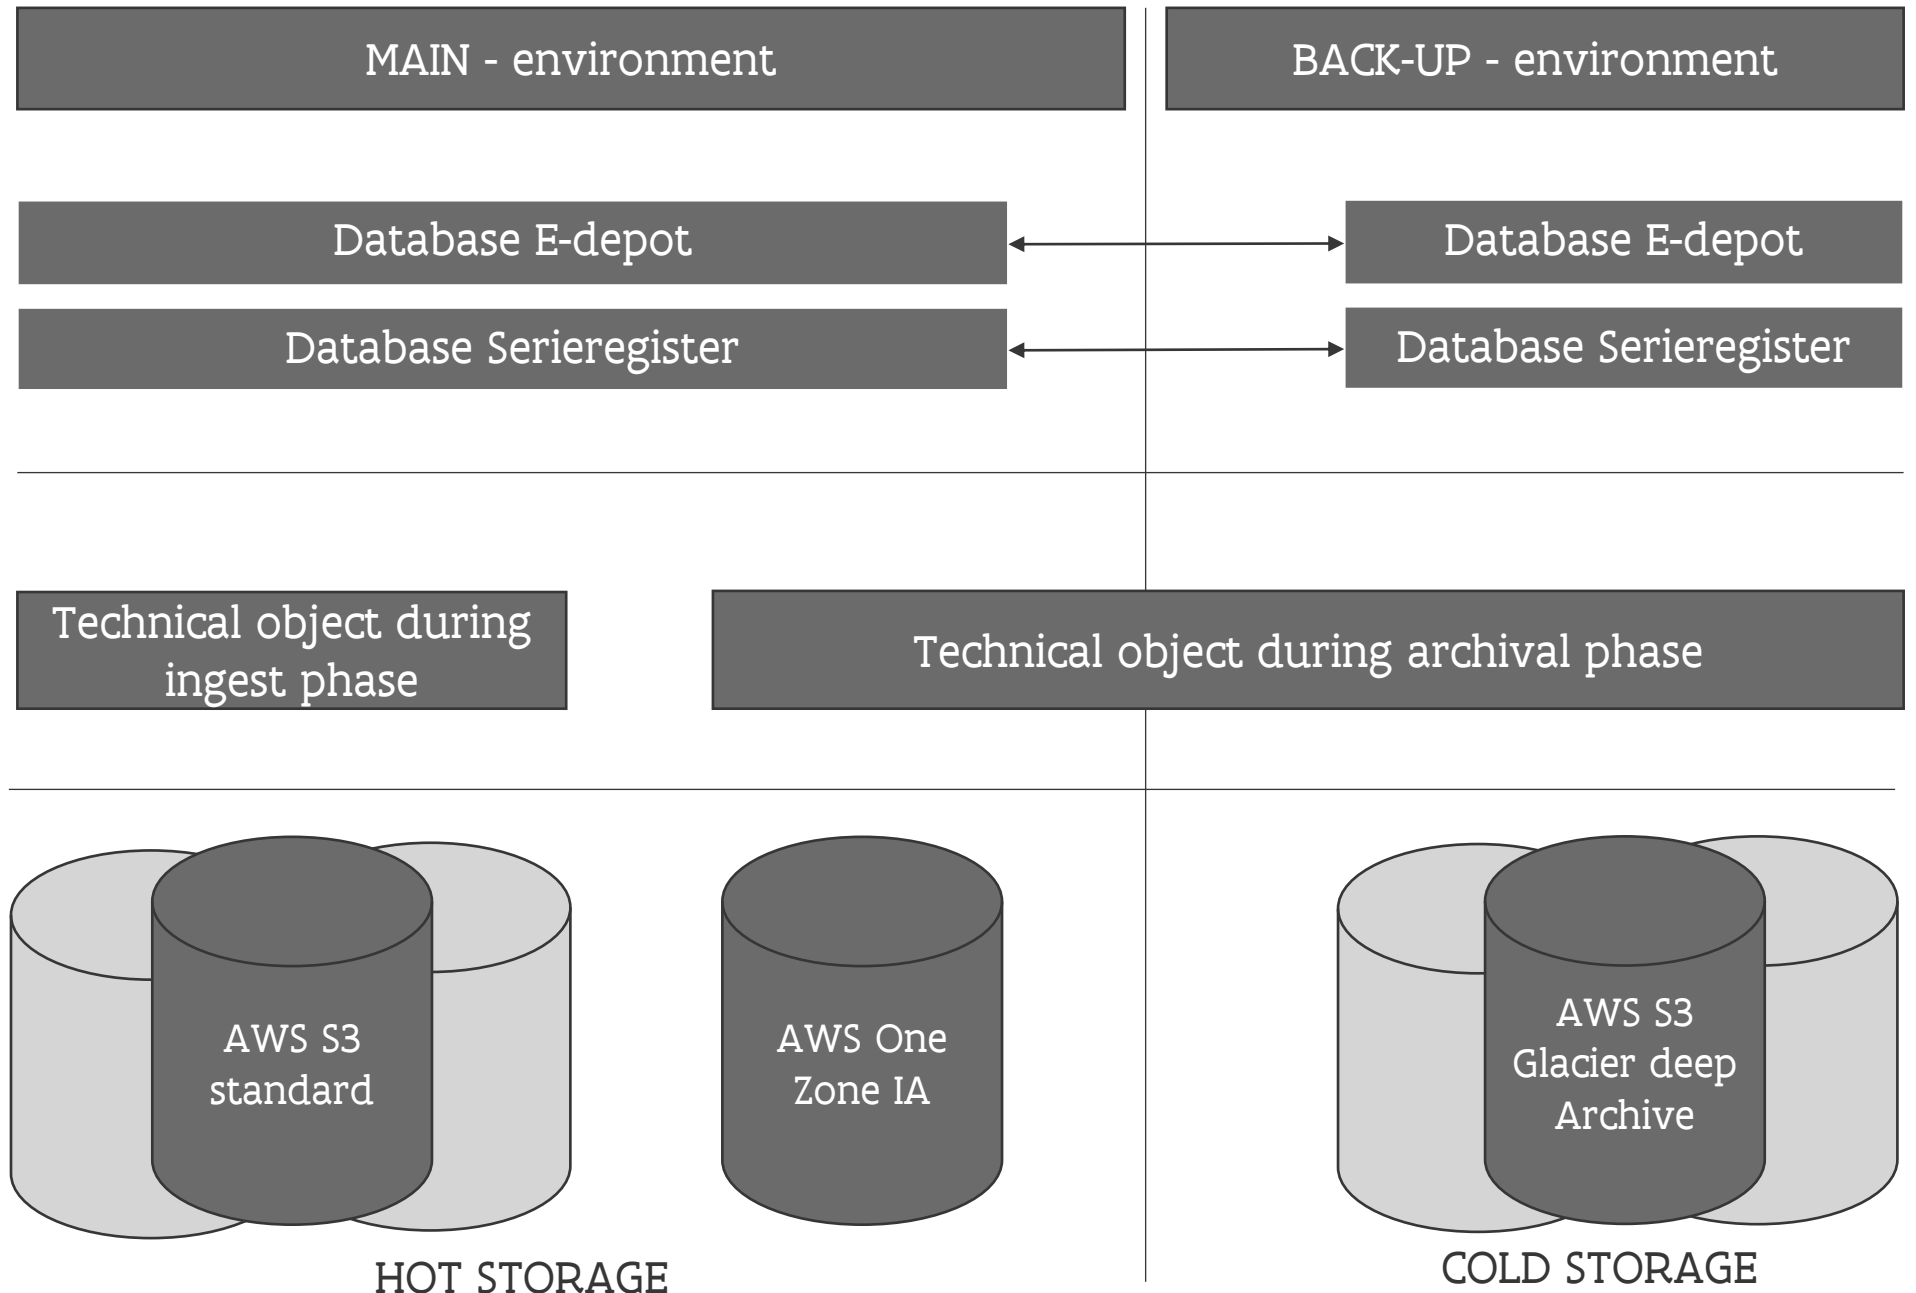 MAIN - environment
BACK-UP - environment
Database E-depot
Database E-depot
Database Serieregister
Database Serieregister
Technical object during
ingest phase
Technical object during archival phase
AWS S3
standard
AWS One
Zone IA
AWS S3
Glacier deep
Archive
HOT STORAGE
COLD STORAGE